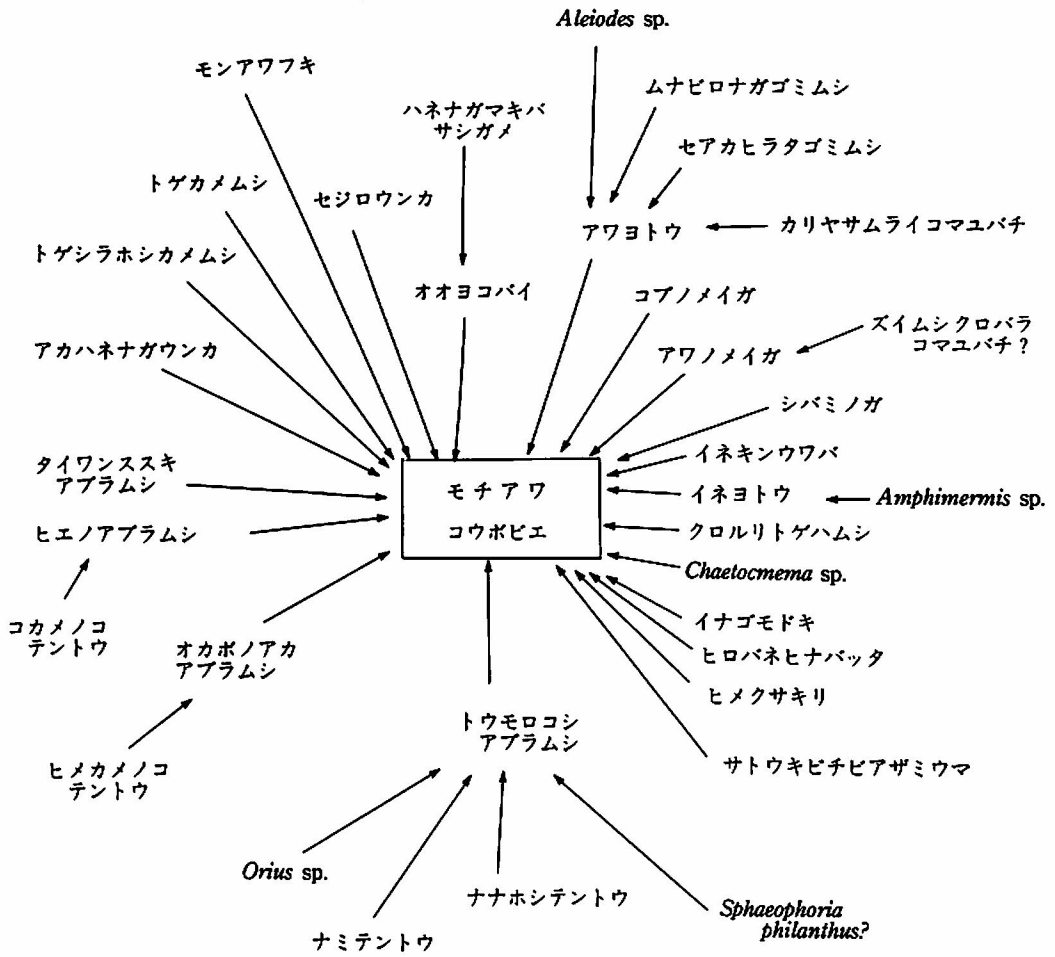 Aleiodes sp.
モンアワフキ
ハネナガマキバ
サシガメ
ムナビロナガゴミムシ
セアカヒラタゴミムシ
トゲカメムシ
セジロウンカ
アワヨトウ
カリヤサムライコマユバチ
トゲシラホシカメムシ
オオヨコバイ
コブノメイガ
ズイムシクロバラ
コマユバチ?
アカハネナガウンカ
アワノメイガ
シバミノガ
タイワンススキ
アブラムシ
モチアワ
コウボビエ
イネキンウワバ
イネヨトウ
Amphimermis sp.
ヒエノアブラムシ
クロルリトゲハムシ
Chaetocmema sp.
コカメノコ
テントウ
オカボノアカ
アブラムシ
イナゴモドキ
ヒロバネヒナバッタ
ヒメクサキリ
トウモロコシ
アブラムシ
サトウキビチビアザミウマ
ヒメカメノコ
テントウ
Orius sp.
ナナホシテントウ
ナミテントウ
Sphaeophoria
philanthus?